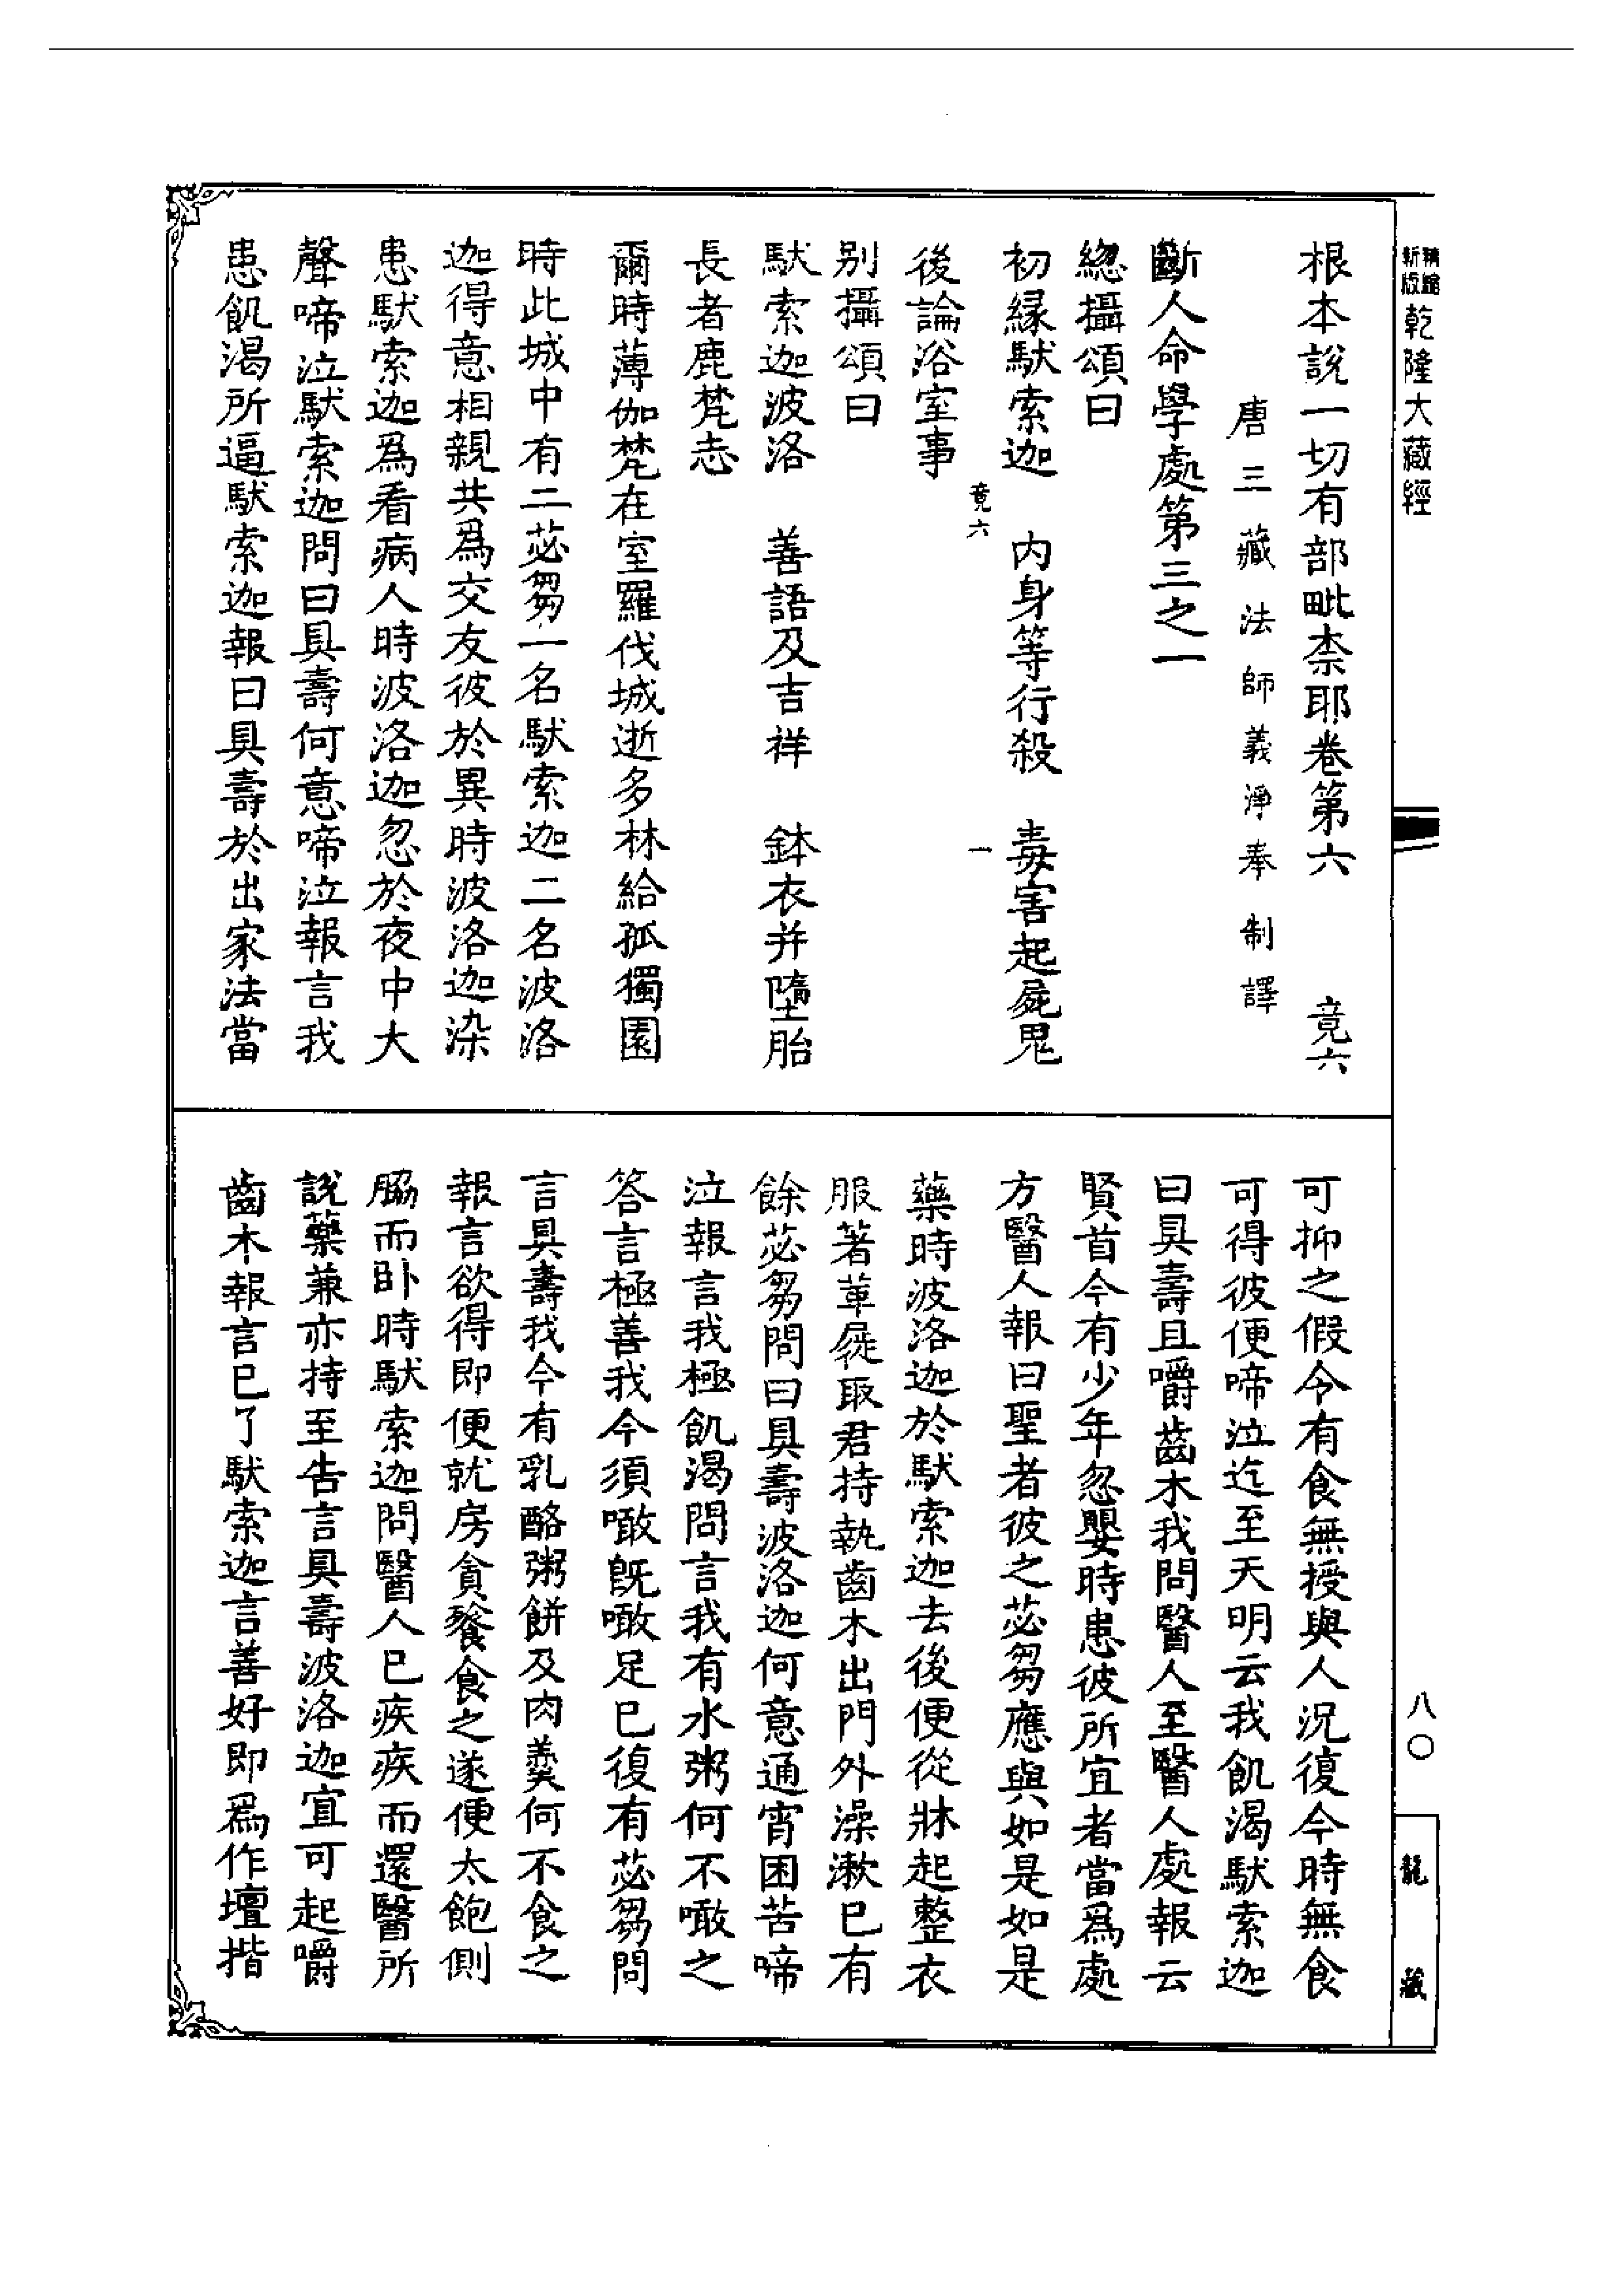 新版精縮乾隆大藏經
八〇
龍藏
根本說一切有部毗奈耶卷第六 竟六
唐三藏法師義淨奉制譯
斷人命學處第三之一
緫攝頌曰
初緣馱索迦 內身等行殺 毒害起屍鬼
竟六 一
後論浴室事
別攝頌曰
馱索迦波洛 善語及吉祥 鉢衣并墮胎
長者鹿梵志
爾時薄伽梵在室羅伐城逝多林給孤獨園
時此城中有二苾芻一名馱索迦二名波洛
迦得意相親共爲交友彼於異時波洛迦染
患馱索迦爲看病人時波洛迦忽於夜中大
聲啼泣馱索迦問曰具壽何意啼泣報言我
患飢渴所逼馱索迦報曰具壽於出家法當
可抑之假令有食無授與人況復今時無食
可得彼便啼泣迄至天明云我飢渴馱索迦
曰具壽且嚼齒木我問醫人至醫人處報云
賢首今有少年忽嬰時患彼所宜者當爲處
方醫人報曰聖者彼之苾芻應與如是如是
藥時波洛迦於馱索迦去後便從牀起整衣
服著革屣取君持執齒木出門外澡漱已有
餘苾芻問曰具壽波洛迦何意通宵困苦啼
泣報言我極飢渴問言我有水粥何不噉之
答言極善我今須噉既噉足已復有苾芻問
言具壽我今有乳酪粥餅及肉羹何不食之
報言欲得即便就房貪餮食之遂便太飽側
脇而臥時馱索迦問醫人已疾疾而還醫所
說藥兼亦持至告言具壽波洛迦宜可起嚼
齒木報言已了馱索迦言善好即爲作壇揩